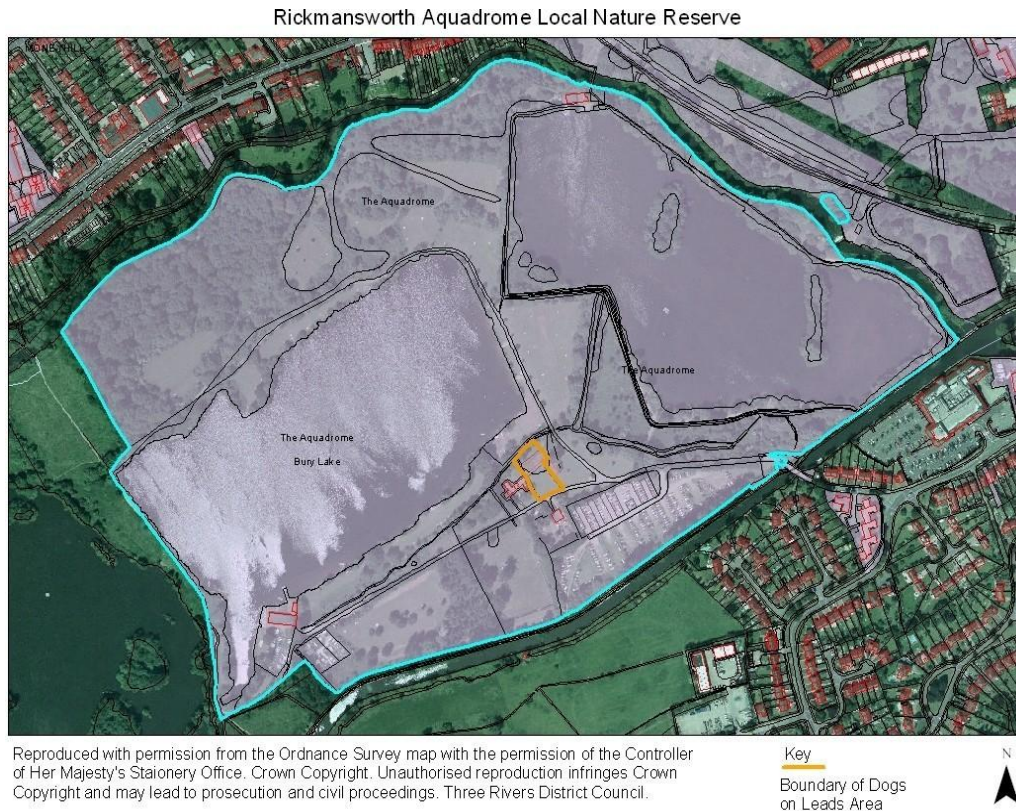 Rickmansworth Aquadrome Local Nature Reserve
MONEYHILL
The Aquadrome
The Aquadrome
The Aquadrome
Bury Lake
Reproduced with permission from the Ordnance Survey map with the permission of the Controller
of Her Majesty's Staionery Office. Crown Copyright. Unauthorised reproduction infringes Crown
Copyright and may lead to prosecution and civil proceedings. Three Rivers District Council.
Key
Boundary of Dogs
on Leads Area
N